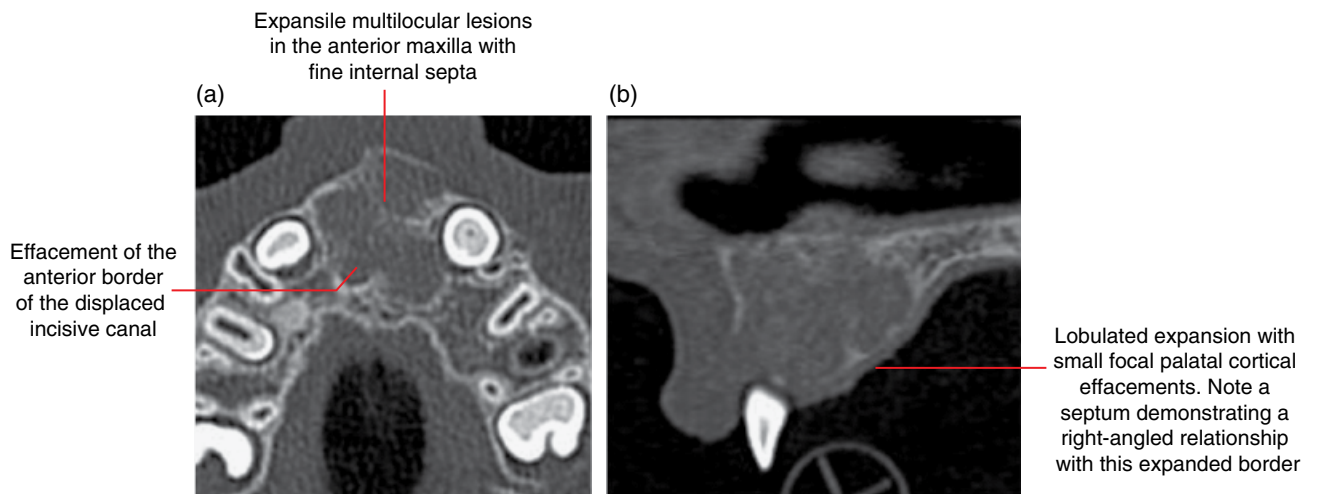 Expansile multilocular lesions
in the anterior maxilla with
fine internal septa
(a)
(b)
Effacement of the
anterior border
of the displaced
incisive canal
Lobulated expansion with
small focal palatal cortical
effacements. Note a
septum demonstrating a
right-angled relationship
with this expanded border